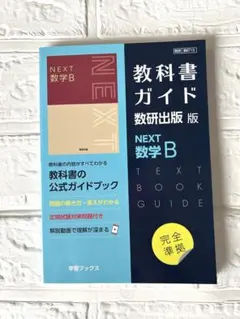 NEXT
数学B
NEXT
教科書の内容がすべてわかる
教科書の
公式ガイドブック
問題の解き方・答えがわかる
定期試験対策問題付き
解説動画で理解が深まる
学習ブックス
教科書
ガイド
数研出版 版
NEXT
数学B
TEXT
BOOK
GUIDE
完全
準拠